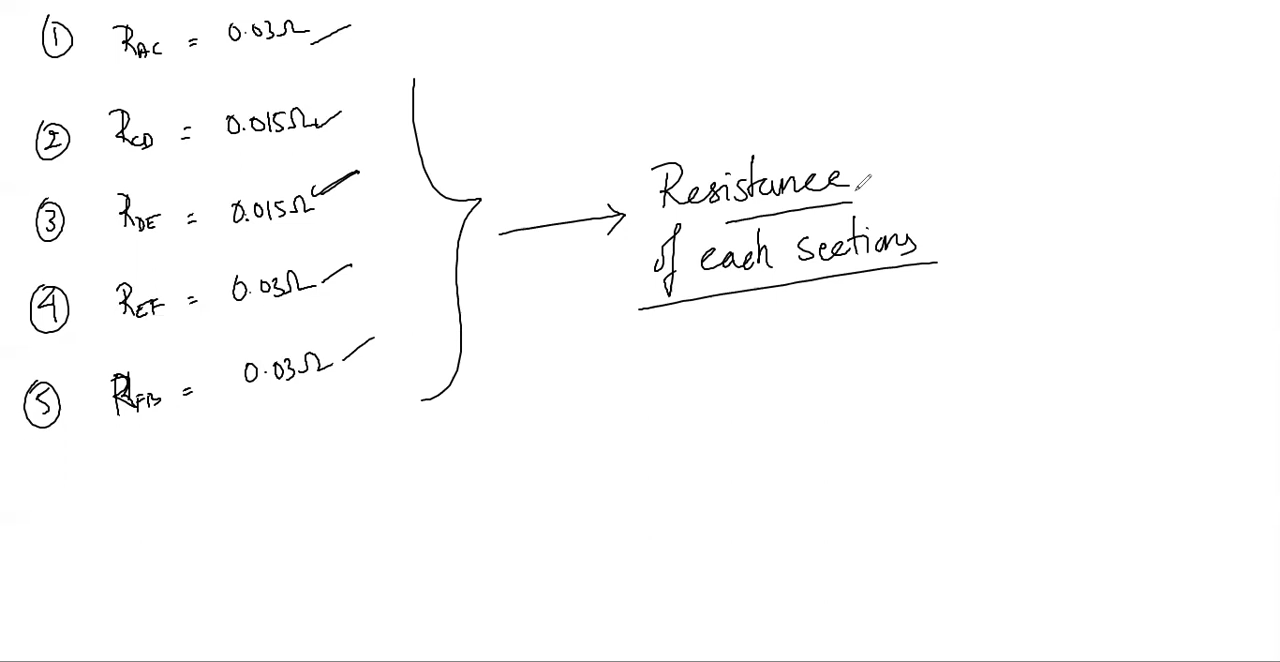 ① R_AC = 0.03Ω
② R_CD = 0.015Ω
③ R_DE = 0.015Ω
④ R_EF = 0.03Ω
⑤ R_FB = 0.03Ω
Resistance
of each sections